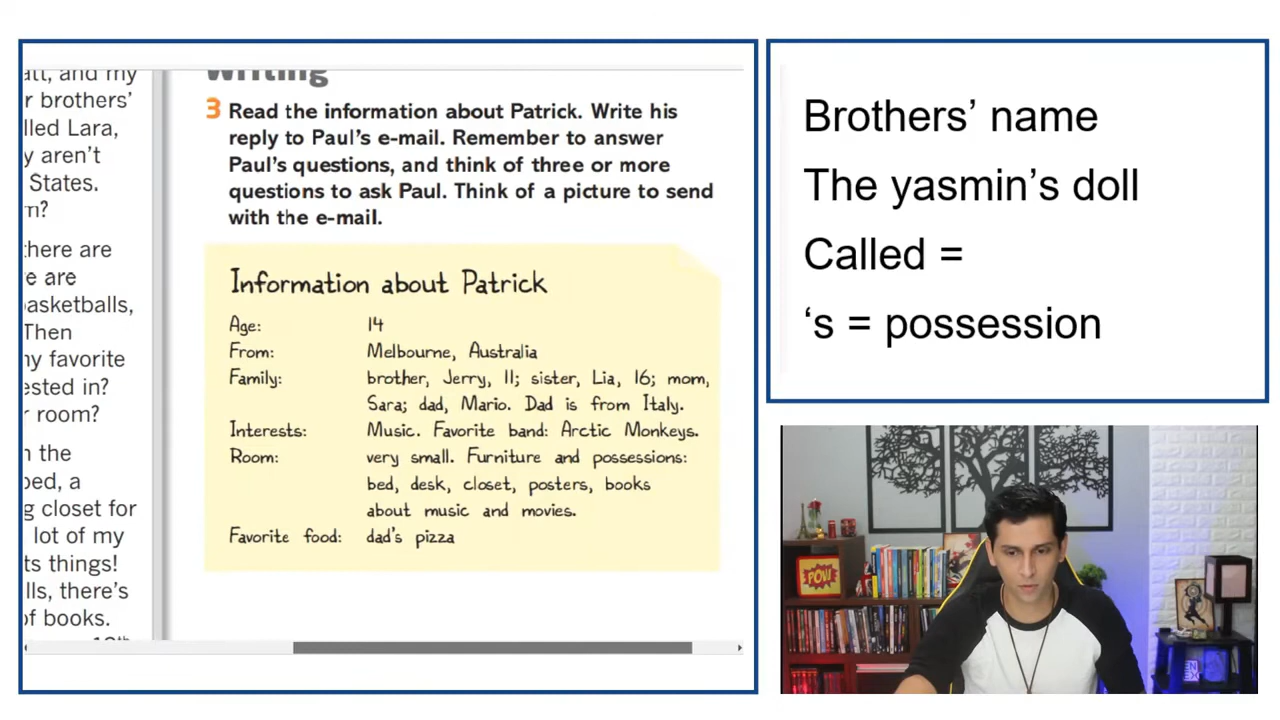 att, and my
r brothers'
lled Lara,
y aren't
States.
m?
there are
e are
basketballs,
Then
ny favorite
ested in?
r room?
n the
bed, a
g closet for
lot of my
ts things!
lls, there's
of books.
Writing
3 Read the information about Patrick. Write his
reply to Paul's e-mail. Remember to answer
Paul's questions, and think of three or more
questions to ask Paul. Think of a picture to send
with the e-mail.
Information about Patrick
Age: 14
From: Melbourne, Australia
Family: brother, Jerry, 11; sister, Lia, 16; mom,
Sara; dad, Mario. Dad is from Italy.
Interests: Music. Favorite band: Arctic Monkeys.
Room: very small. Furniture and possessions:
bed, desk, closet, posters, books
about music and movies.
Favorite food: dad's pizza
Brothers’ name
The yasmin’s doll
Called =
‘s = possession
POW